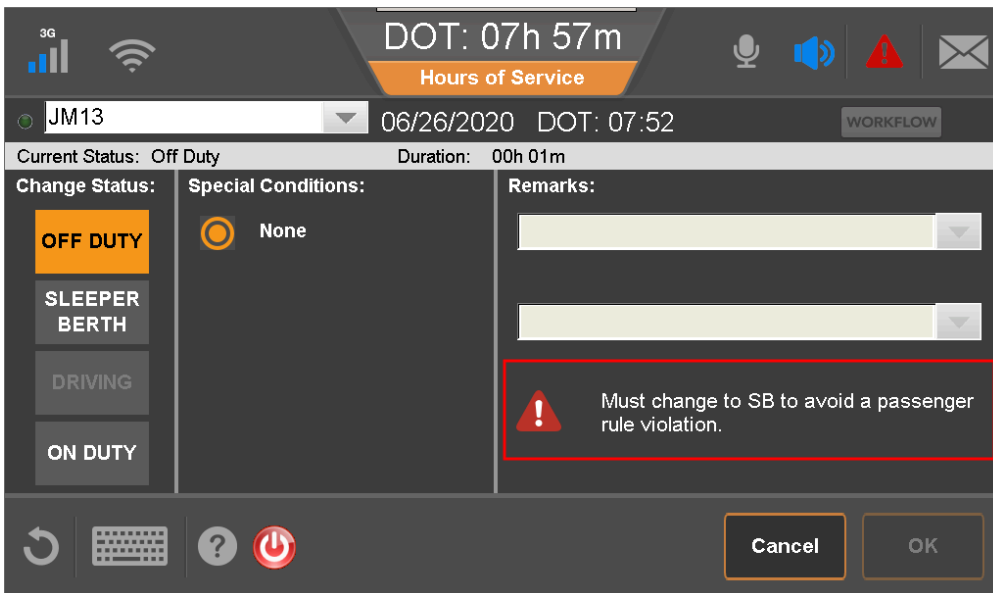 3G
DOT: 07h 57m
Hours of Service
JM13
06/26/2020 DOT: 07:52
WORKFLOW
Current Status: Off Duty
Duration: 00h 01m
Change Status:
Special Conditions:
Remarks:
OFF DUTY
None
SLEEPER
BERTH
DRIVING
Must change to SB to avoid a passenger
rule violation.
ON DUTY
?
Cancel
OK